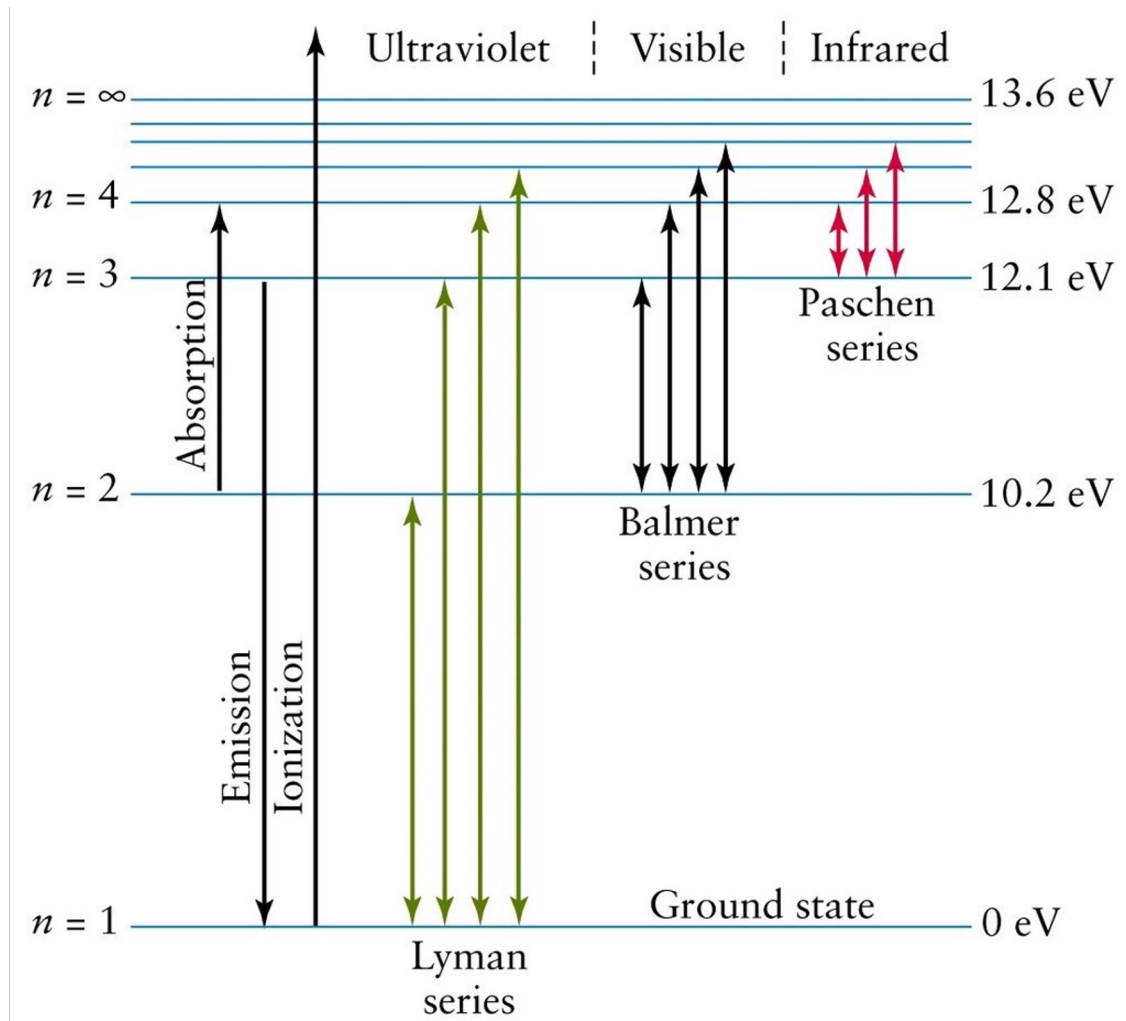 Ultraviolet Visible Infrared
n = ∞ 13.6 eV
n = 4 12.8 eV
n = 3 12.1 eV
Paschen
series
Absorption
n = 2 10.2 eV
Balmer
series
Emission
Ionization
Ground state
n = 1 0 eV
Lyman
series